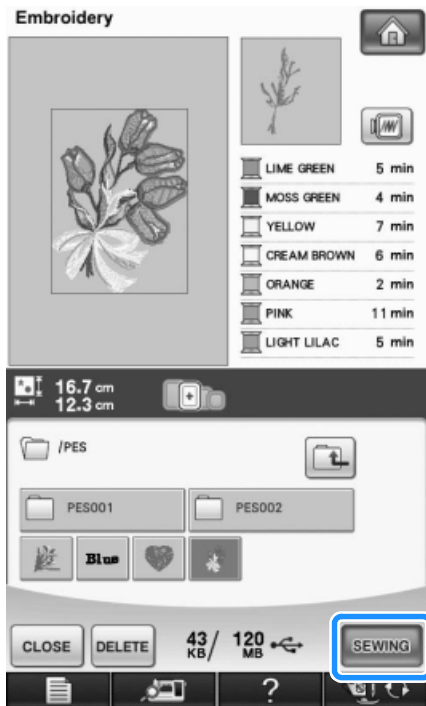 Embroidery
LIME GREEN 5 min
MOSS GREEN 4 min
YELLOW 7 min
CREAM BROWN 6 min
ORANGE 2 min
PINK 11 min
LIGHT LILAC 5 min
16.7 cm
12.3 cm
/PES
PES001 PES002
Blue
CLOSE DELETE 43 KB/ 120 MB SEWING
?